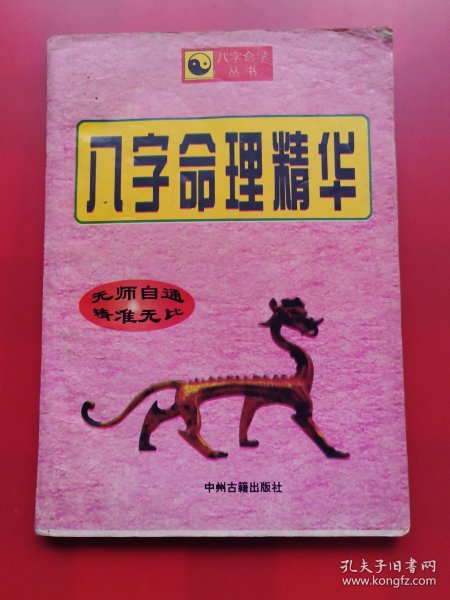 八字命学
丛书
八字命理精华
无师自通
精准无比
中州古籍出版社
孔夫子旧书网
www.kongfz.com